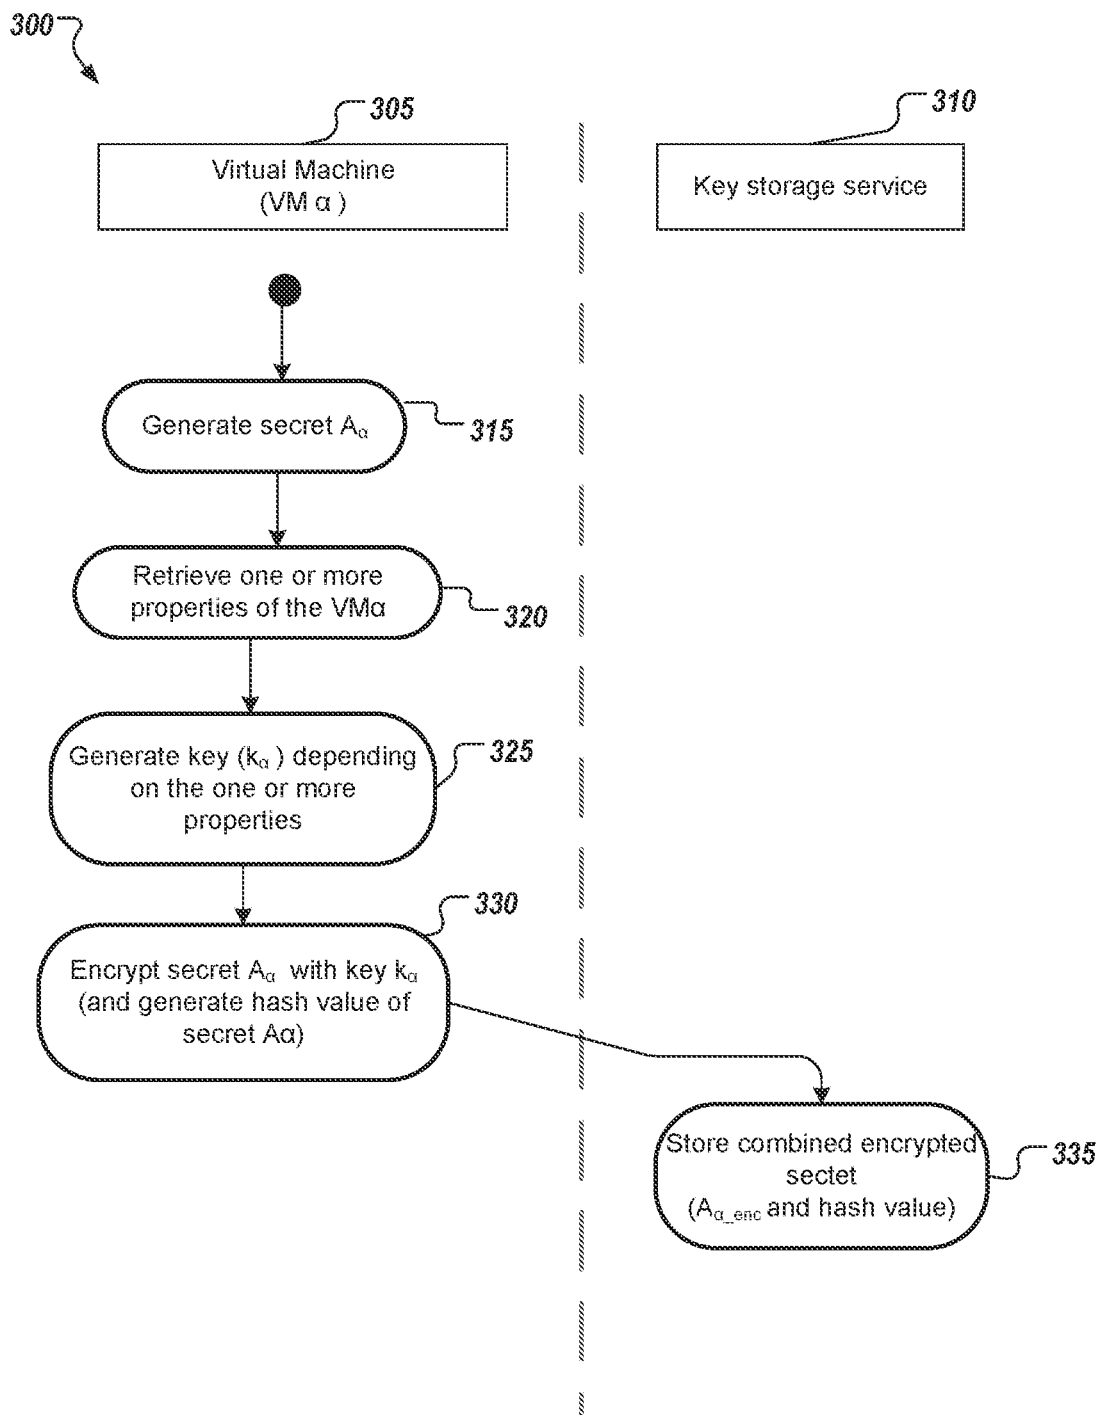 300
305
310
Virtual Machine
(VM α )
Key storage service
Generate secret Aα
315
Retrieve one or more
properties of the VMα
320
Generate key (kα ) depending
on the one or more
properties
325
330
Encrypt secret Aα with key kα
(and generate hash value of
secret Aα)
Store combined encrypted
sectet
(Aα_enc and hash value)
335